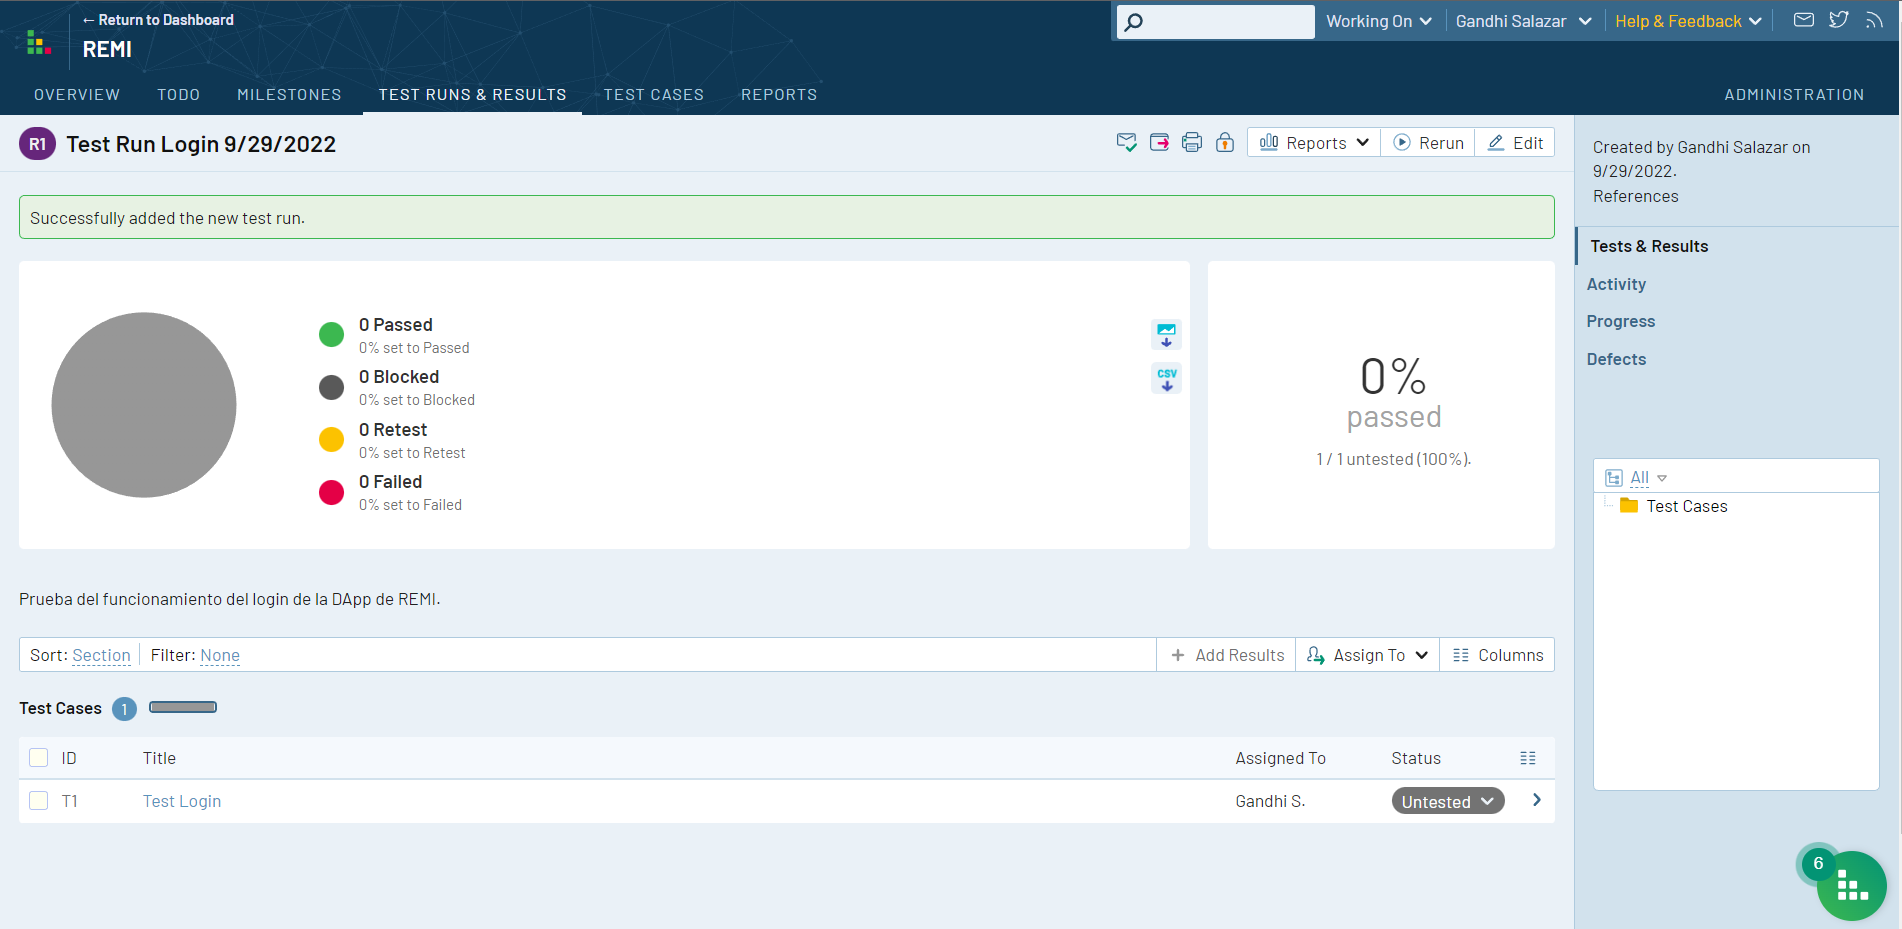 ← Return to Dashboard
REMI
Working On
Gandhi Salazar
Help & Feedback
OVERVIEW
TODO
MILESTONES
TEST RUNS & RESULTS
TEST CASES
REPORTS
ADMINISTRATION
R1
Test Run Login 9/29/2022
Reports
Rerun
Edit
Created by Gandhi Salazar on
9/29/2022.
References
Successfully added the new test run.
Tests & Results
Activity
Progress
Defects
0 Passed
0% set to Passed
0 Blocked
0% set to Blocked
0 Retest
0% set to Retest
0 Failed
0% set to Failed
CSV
0%
passed
1 / 1 untested (100%).
All
Test Cases
Prueba del funcionamiento del login de la DApp de REMI.
Sort: Section
Filter: None
Add Results
Assign To
Columns
Test Cases 1
ID
Title
Assigned To
Status
T1
Test Login
Gandhi S.
Untested
6